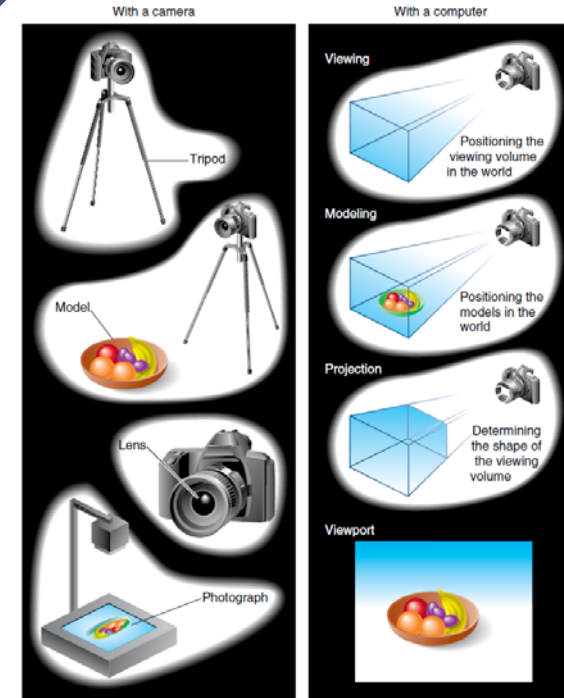 With a camera
Tripod
Model
Lens
Photograph
With a computer
Viewing
Positioning the
viewing volume
in the world
Modeling
Positioning the
models in the
world
Projection
Determining
the shape of
the viewing
volume
Viewport